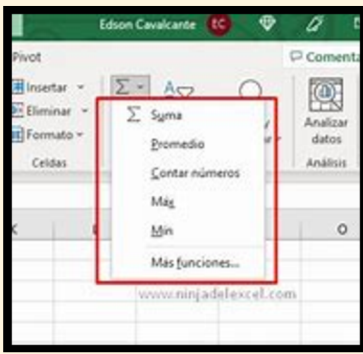 Edson Cavalcante EC
Pivot
Comenta
Insertar
Eliminar
Formato
Celdas
Σ
Analizar
datos
Análisis
Σ Suma
Promedio
Contar números
Máx
Mín
Más funciones...
O
www.ninjadelexcel.com